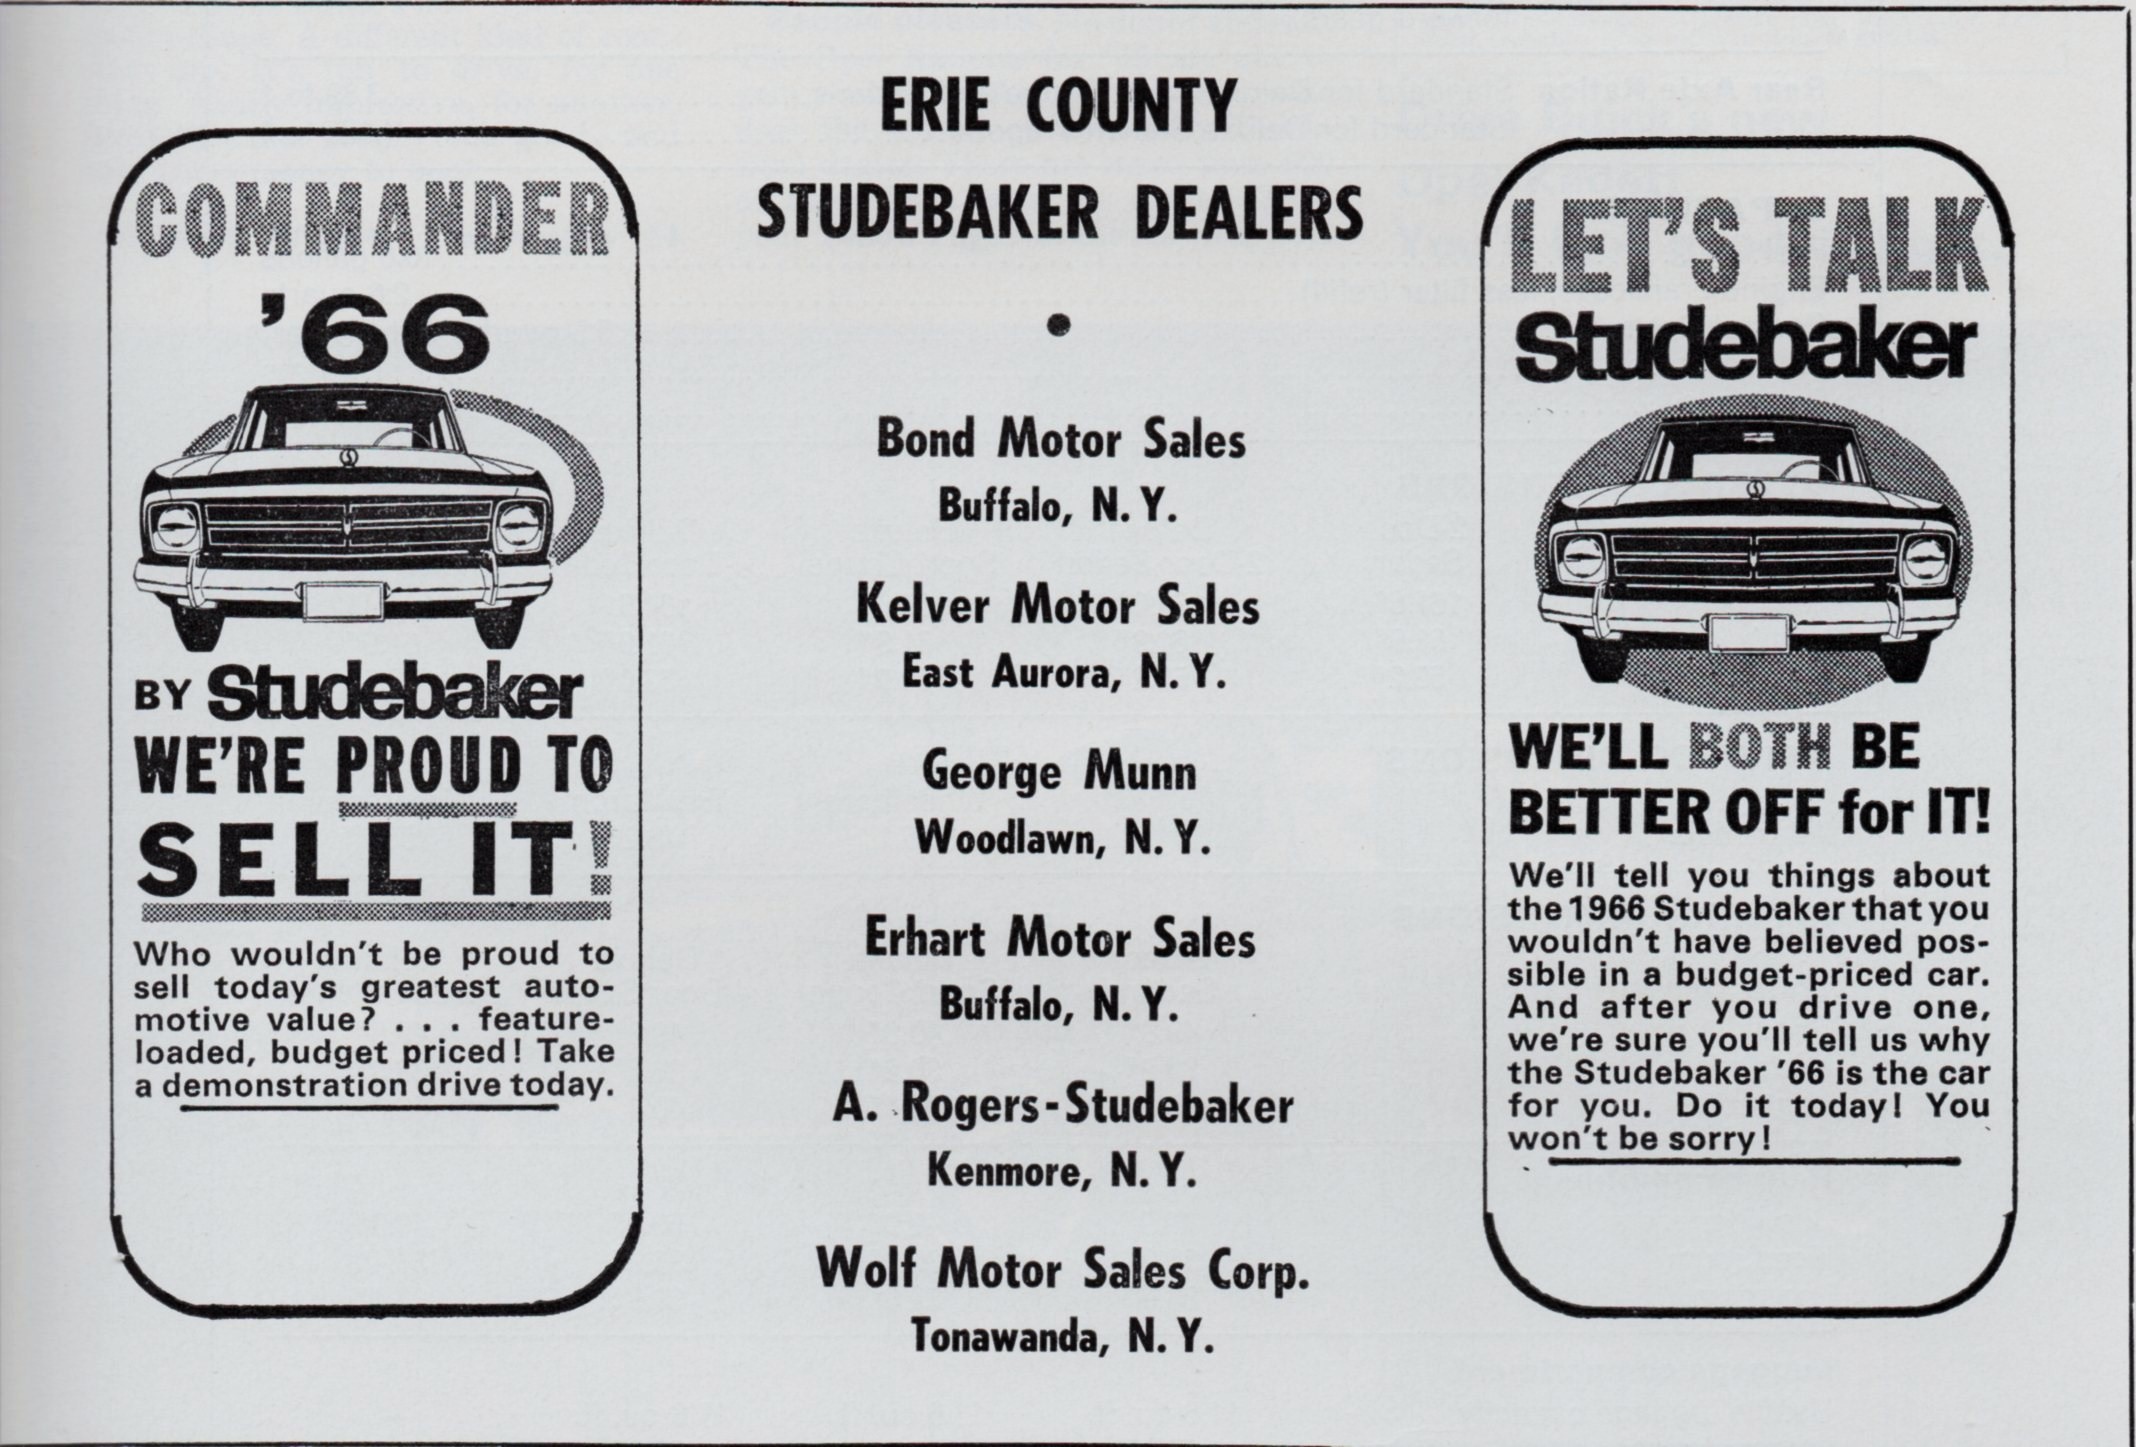 ERIE COUNTY
STUDEBAKER DEALERS
COMMANDER
'66
BY Studebaker
WE'RE PROUD TO
SELL IT!
Who wouldn't be proud to
sell today's greatest auto-
motive value? . . . feature-
loaded, budget priced! Take
a demonstration drive today.
Bond Motor Sales
Buffalo, N. Y.
Kelver Motor Sales
East Aurora, N. Y.
George Munn
Woodlawn, N. Y.
Erhart Motor Sales
Buffalo, N. Y.
A. Rogers-Studebaker
Kenmore, N. Y.
Wolf Motor Sales Corp.
Tonawanda, N. Y.
LET'S TALK
Studebaker
WE'LL BOTH BE
BETTER OFF for IT!
We'll tell you things about
the 1966 Studebaker that you
wouldn't have believed pos-
sible in a budget-priced car.
And after you drive one,
we're sure you'll tell us why
the Studebaker '66 is the car
for you. Do it today! You
won't be sorry!